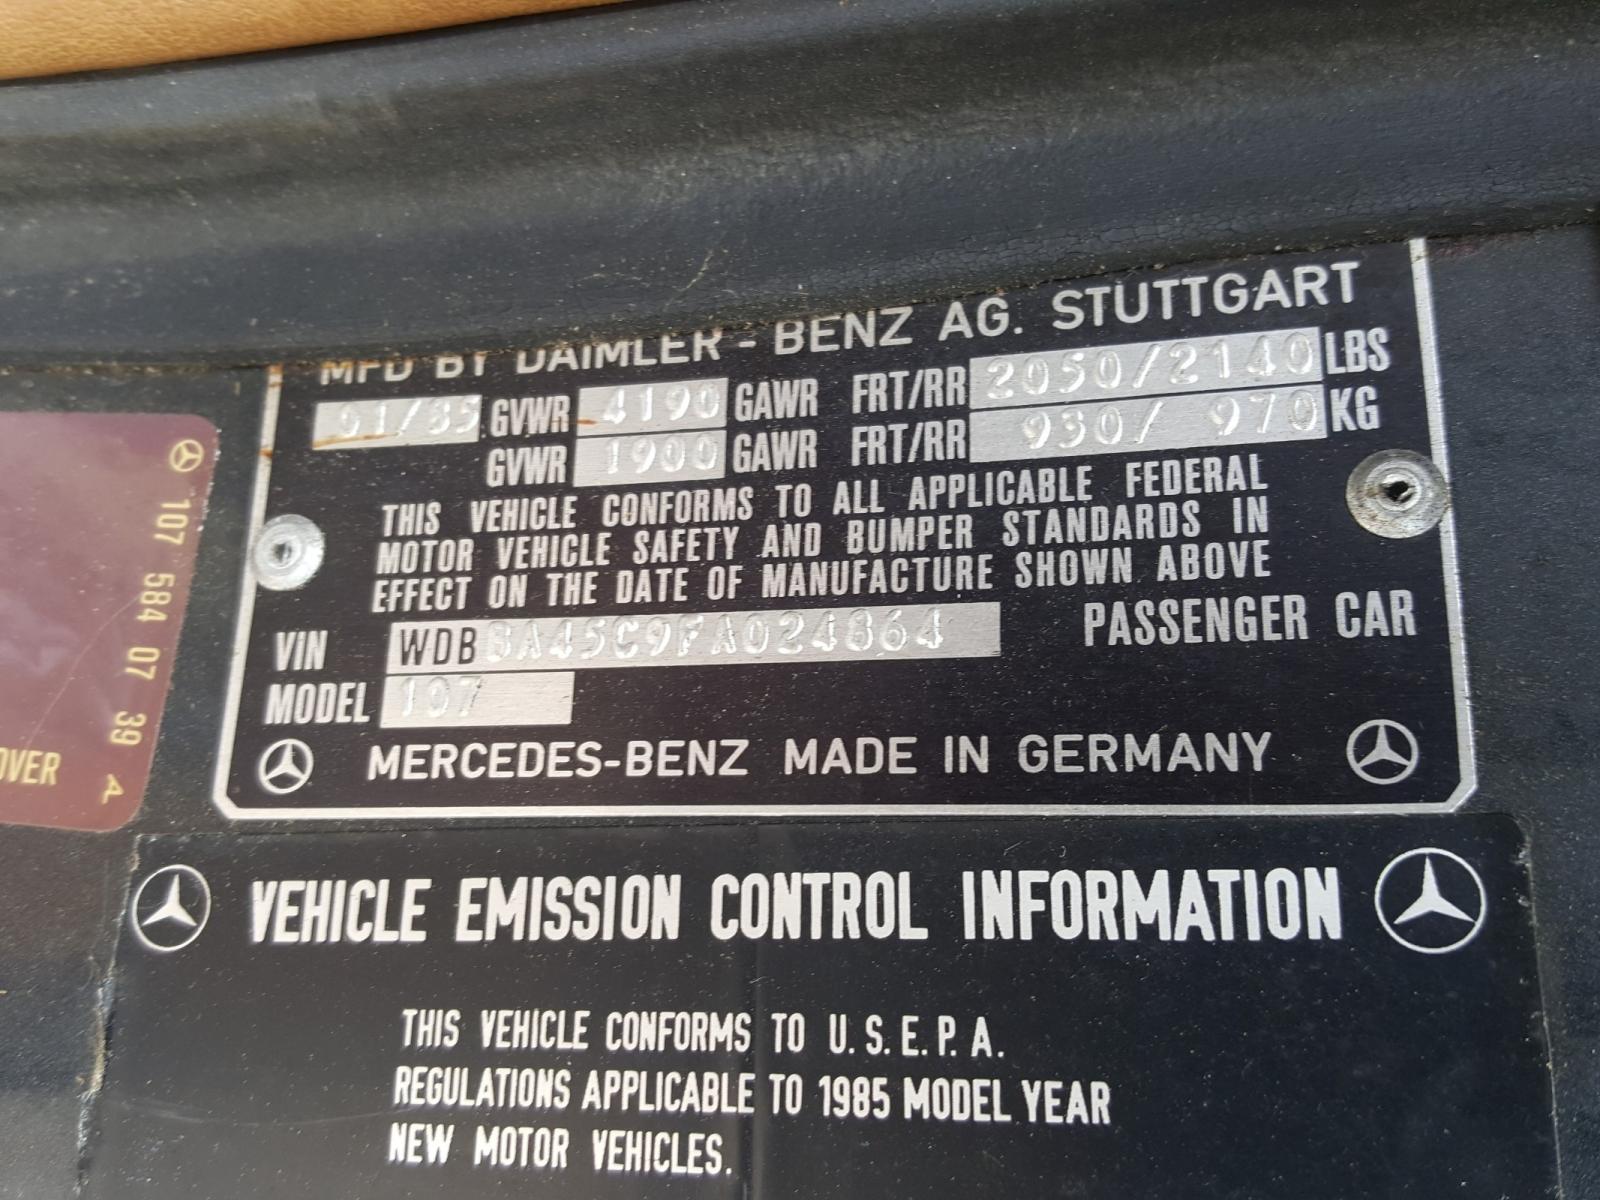 MFD BY DAIMLER - BENZ AG. STUTTGART
01/85 GVWR 4190 GAWR FRT/RR 2050/2140 LBS
GVWR 1900 GAWR FRT/RR 930/ 970 KG
THIS VEHICLE CONFORMS TO ALL APPLICABLE FEDERAL
MOTOR VEHICLE SAFETY AND BUMPER STANDARDS IN
EFFECT ON THE DATE OF MANUFACTURE SHOWN ABOVE
VIN WDBBA45C9FA024864 PASSENGER CAR
MODEL 107
MERCEDES-BENZ MADE IN GERMANY
107 584 07 39 A
OVER
VEHICLE EMISSION CONTROL INFORMATION
THIS VEHICLE CONFORMS TO U.S.E.P.A.
REGULATIONS APPLICABLE TO 1985 MODEL YEAR
NEW MOTOR VEHICLES.